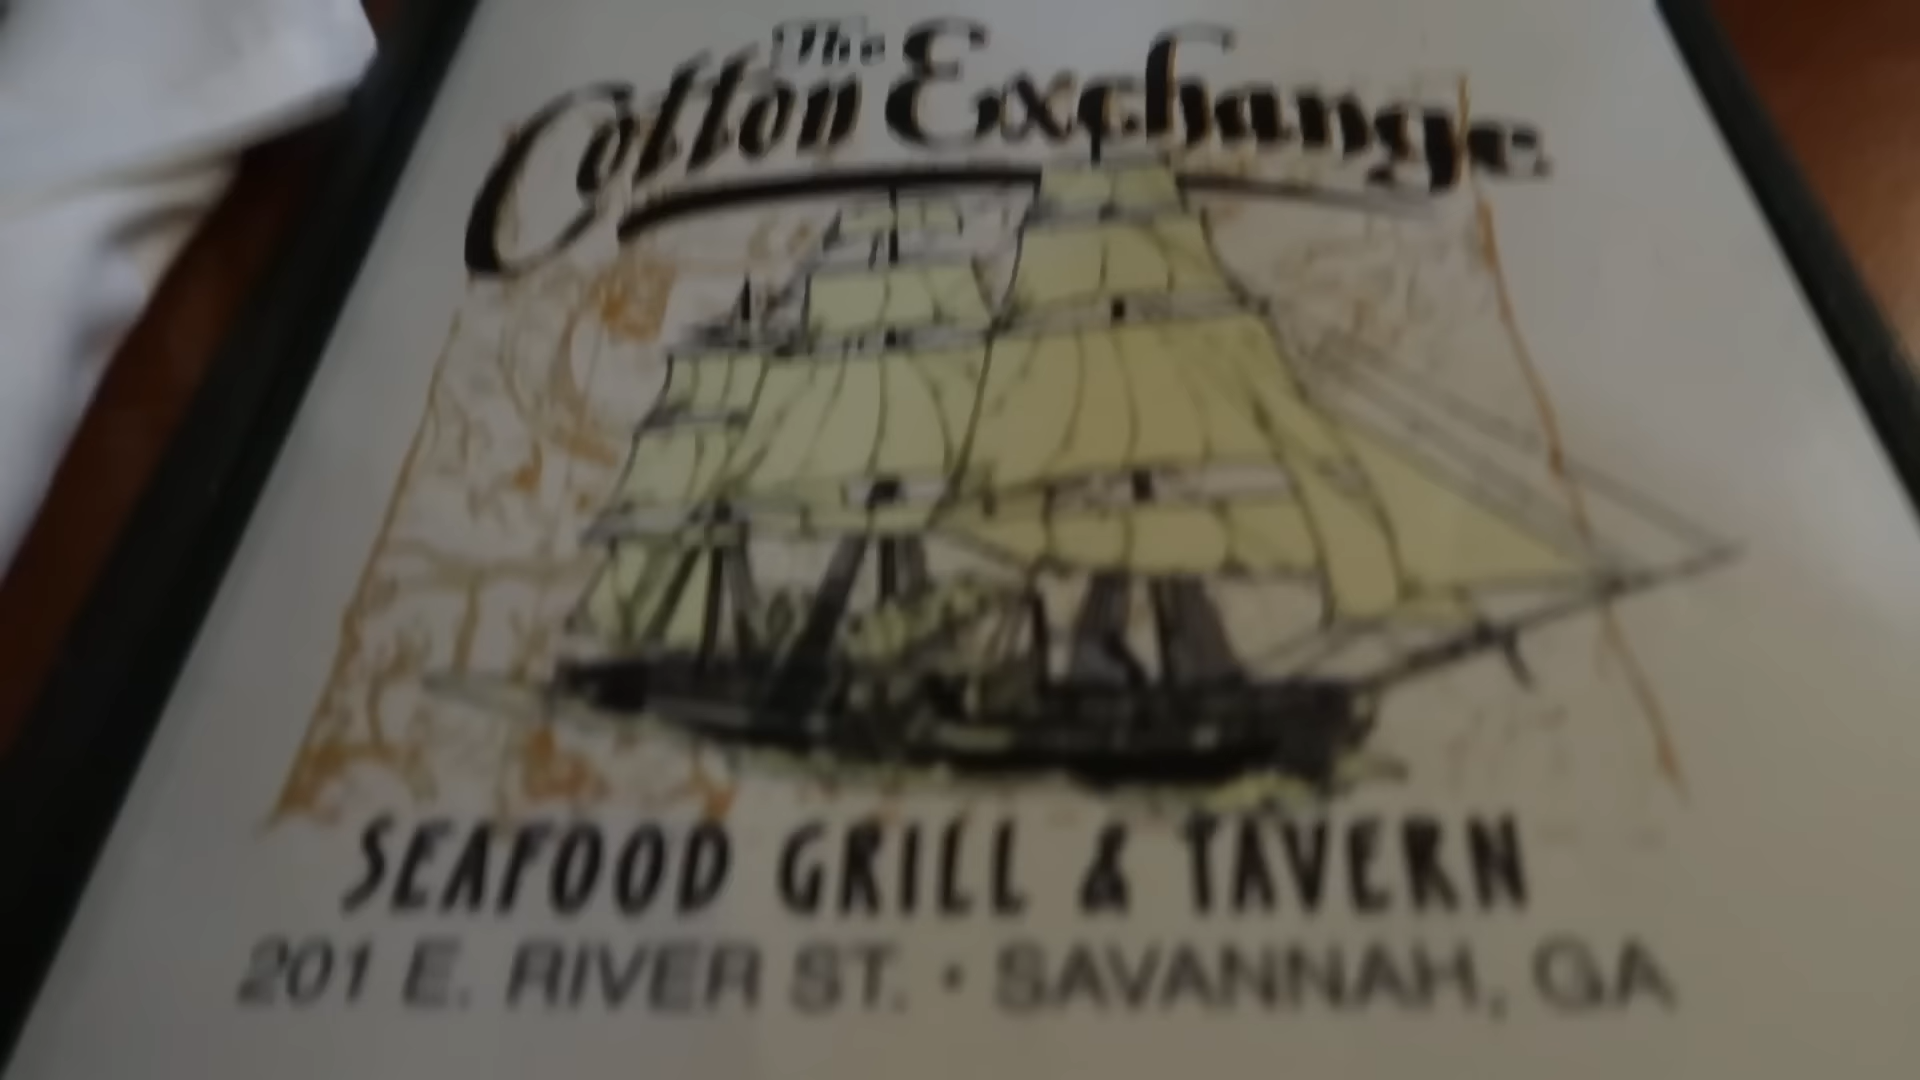 The
Cotton Exchange
SEAFOOD GRILL & TAVERN
201 E. RIVER ST. • SAVANNAH, GA